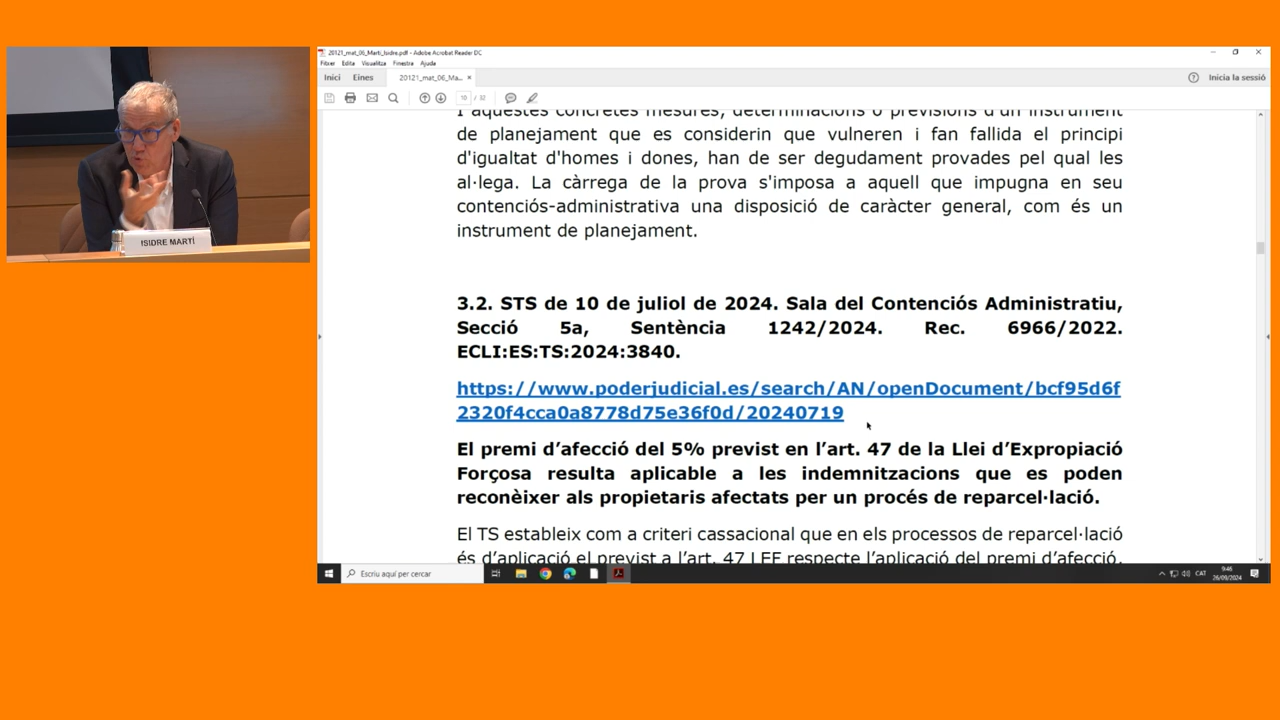 ISIDRE MARTÍ
20121_mat_06_Martí_Isidre.pdf - Adobe Acrobat Reader DC
Fitxer Edita Visualitza Finestra Ajuda
Inici Eines 20121_mat_06_Ma... × Inicia la sessió
10 / 32
I aquestes concretes mesures, determinacions o previsions d'un instrument
de planejament que es considerin que vulneren i fan fallida el principi
d'igualtat d'homes i dones, han de ser degudament provades pel qual les
al·lega. La càrrega de la prova s'imposa a aquell que impugna en seu
contenciós-administrativa una disposició de caràcter general, com és un
instrument de planejament.
3.2. STS de 10 de juliol de 2024. Sala del Contenciós Administratiu,
Secció 5a, Sentència 1242/2024. Rec. 6966/2022.
ECLI:ES:TS:2024:3840.
https://www.poderjudicial.es/search/AN/openDocument/bcf95d6f
2320f4cca0a8778d75e36f0d/20240719
El premi d’afecció del 5% previst en l’art. 47 de la Llei d’Expropiació
Forçosa resulta aplicable a les indemnitzacions que es poden
reconèixer als propietaris afectats per un procés de reparcel·lació.
El TS estableix com a criteri cassacional que en els processos de reparcel·lació
és d’aplicació el previst a l’art. 47 LEF respecte l’aplicació del premi d’afecció.
Escriu aquí per cercar
CAT
9:46
26/09/2024